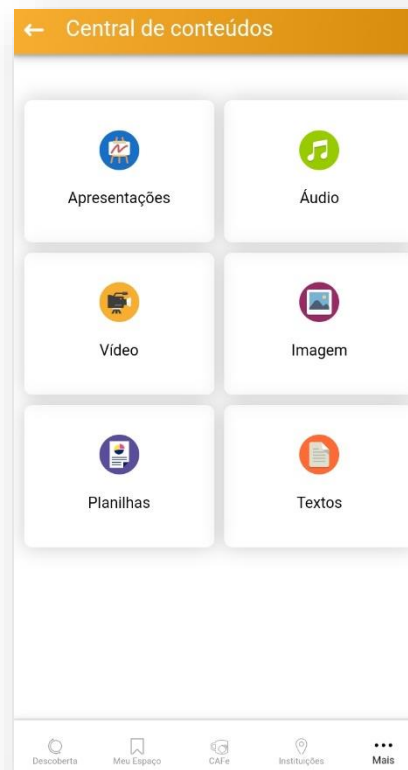 Central de conteúdos
Apresentações
Áudio
Vídeo
Imagem
Planilhas
Textos
Descoberta
Meu Espaço
CAFe
Instituições
Mais